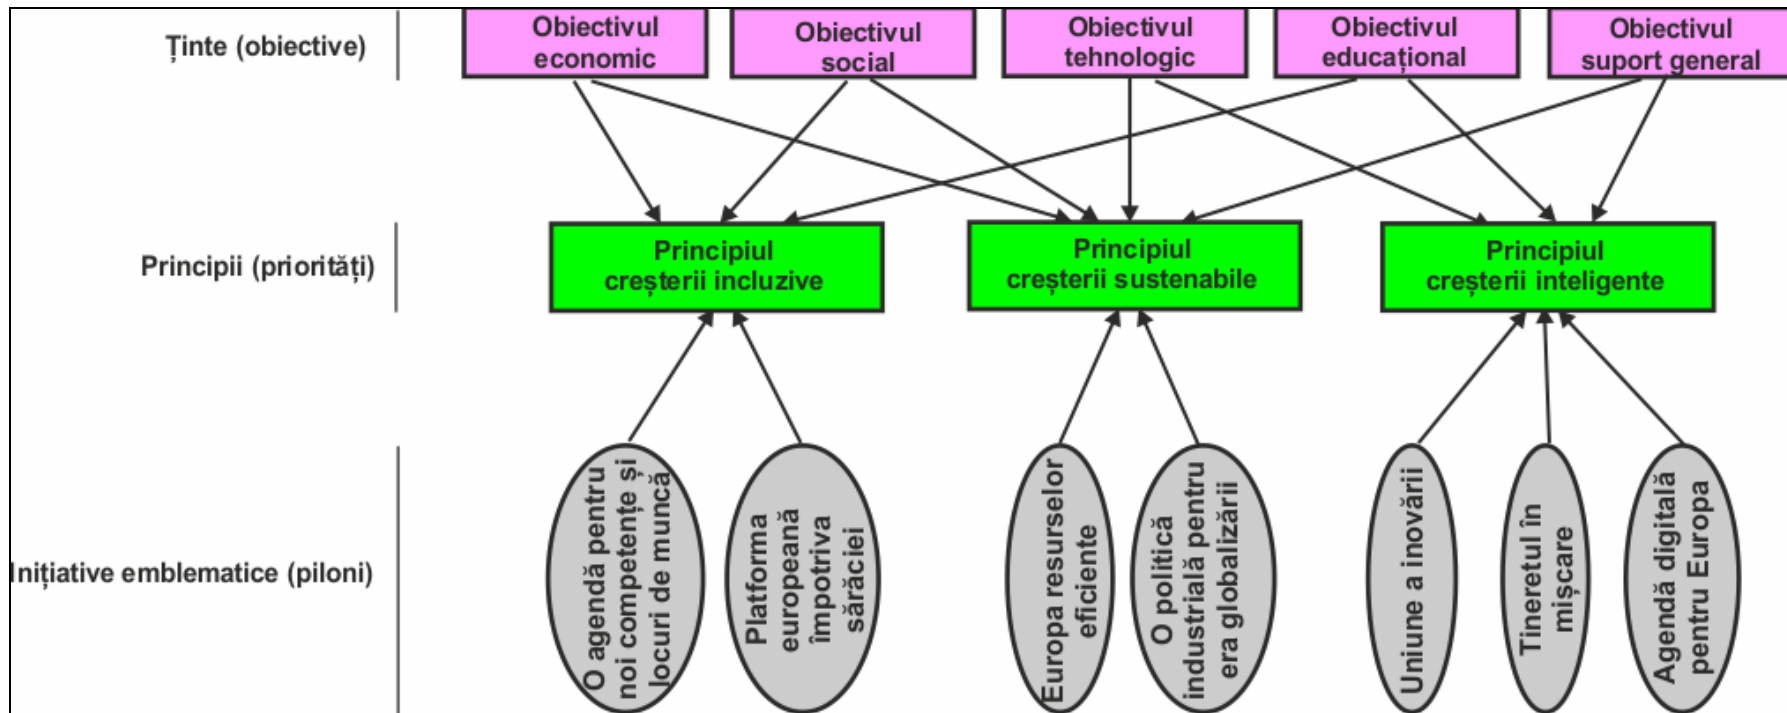 Ținte (obiective)
Obiectivul
economic
Obiectivul
social
Obiectivul
tehnologic
Obiectivul
educațional
Obiectivul
suport general
Principii (priorități)
Principiul
creșterii incluzive
Principiul
creșterii sustenabile
Principiul
creșterii inteligente
Inițiative emblematice (piloni)
O agendă pentru
noi competențe și
locuri de muncă
Platforma
europeană
împotriva
sărăciei
Europa resurselor
eficiente
O politică
industrială pentru
era globalizării
Uniune a inovării
Tineretul în
mișcare
Agendă digitală
pentru Europa